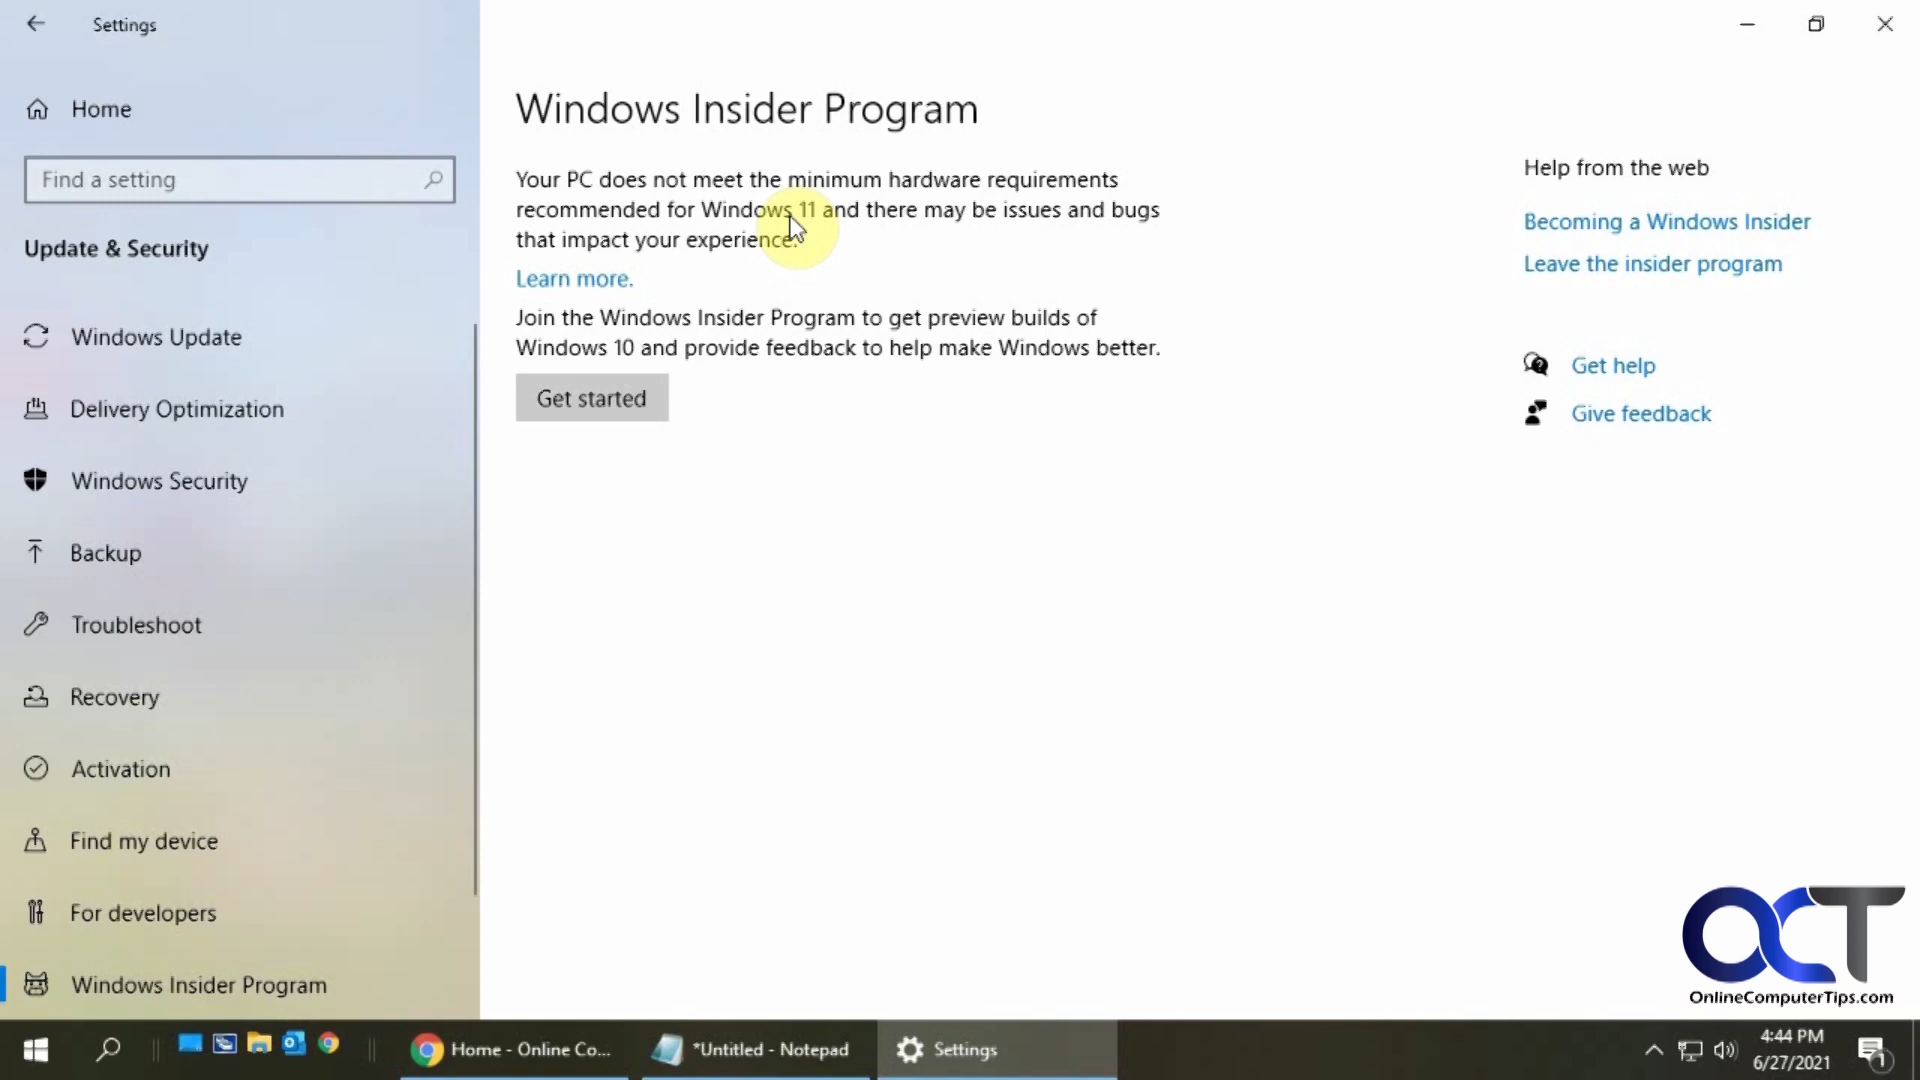 Settings
Home
Find a setting
Update & Security
Windows Update
Delivery Optimization
Windows Security
Backup
Troubleshoot
Recovery
Activation
Find my device
For developers
Windows Insider Program
Windows Insider Program
Your PC does not meet the minimum hardware requirements
recommended for Windows 11 and there may be issues and bugs
that impact your experience.
Learn more.
Join the Windows Insider Program to get preview builds of
Windows 10 and provide feedback to help make Windows better.
Get started
Help from the web
Becoming a Windows Insider
Leave the insider program
Get help
Give feedback
OCT
OnlineComputerTips.com
Home - Online Co...
*Untitled - Notepad
Settings
4:44 PM
6/27/2021
1